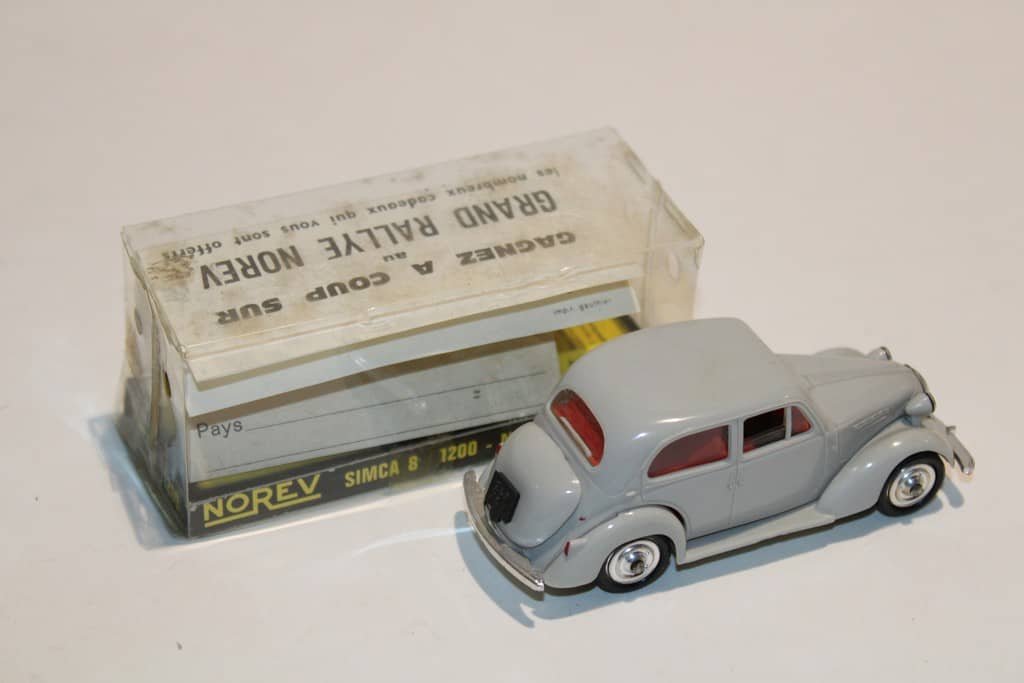 GAGNEZ A COUP SUR
au
GRAND RALLYE NOREV
les nombreux cadeaux qui vous sont offerts
Pays
NOREV SIMCA 8 1200 -